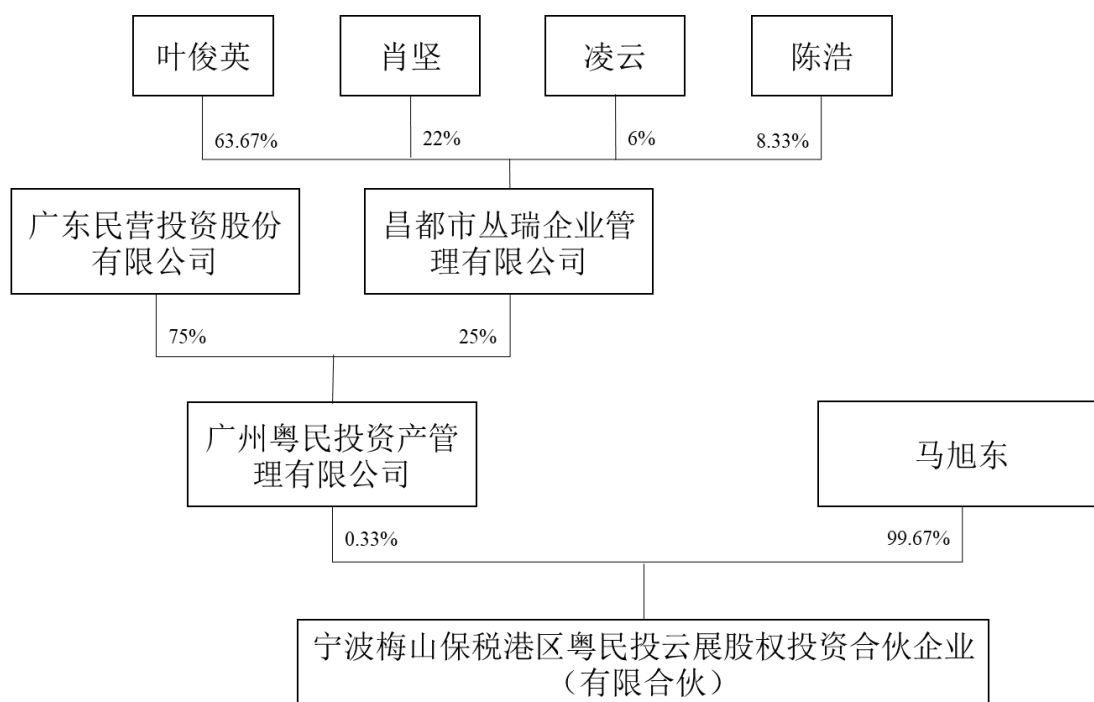 叶俊英
肖坚
凌云
陈浩
63.67%
22%
6%
8.33%
广东民营投资股份
有限公司
昌都市丛瑞企业管
理有限公司
75%
25%
广州粤民投资产管
理有限公司
马旭东
0.33%
99.67%
宁波梅山保税港区粤民投云展股权投资合伙企业
（有限合伙）